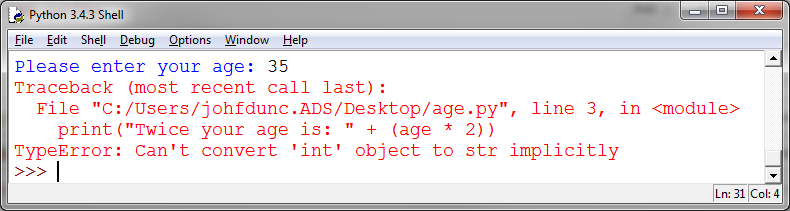 Python 3.4.3 Shell
File Edit Shell Debug Options Window Help
Please enter your age: 35
Traceback (most recent call last):
  File "C:/Users/johfdunc.ADS/Desktop/age.py", line 3, in <module>
    print("Twice your age is: " + (age * 2))
TypeError: Can't convert 'int' object to str implicitly
>>>
Ln: 31 Col: 4